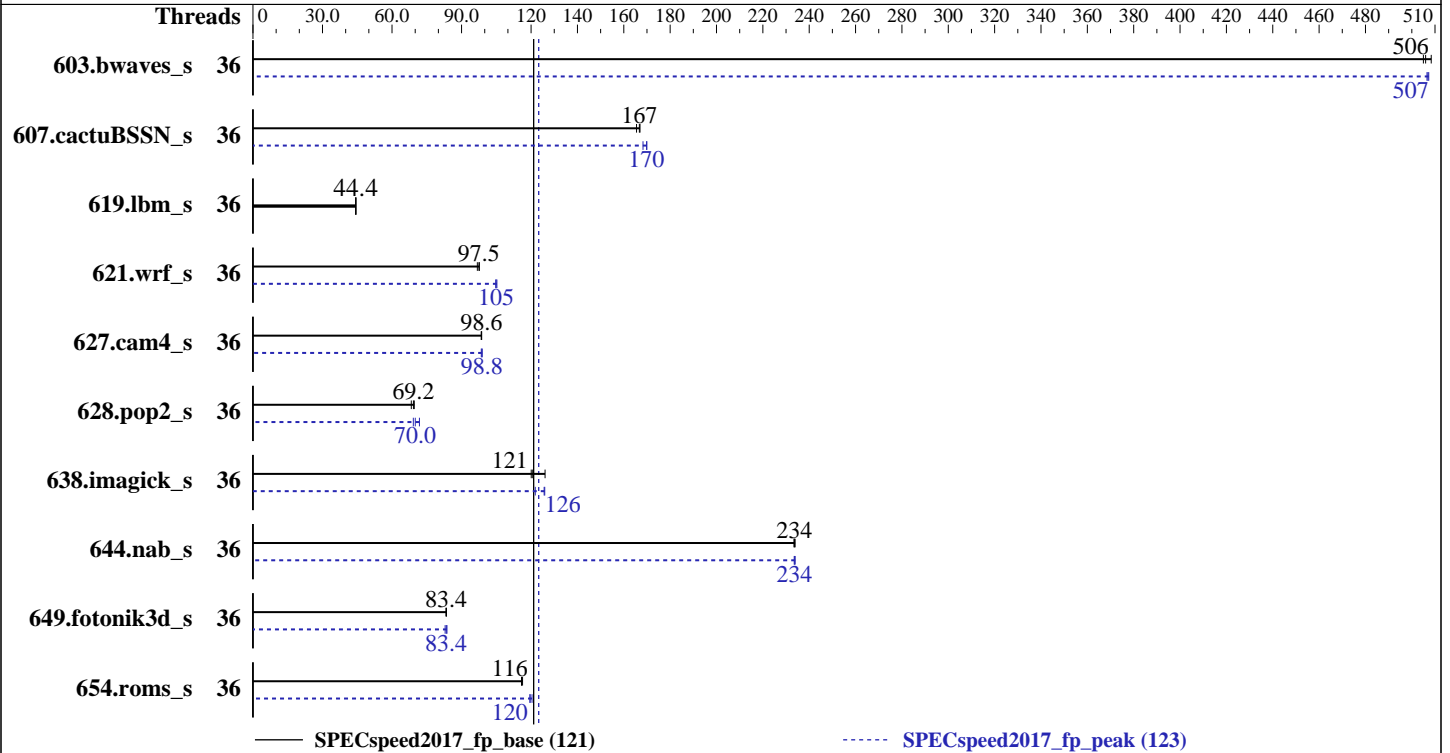 Threads 0 30.0 60.0 90.0 120 140 160 180 200 220 240 260 280 300 320 340 360 380 400 420 440 460 480 510
506
603.bwaves_s 36
507
167
607.cactuBSSN_s 36
170
44.4
619.lbm_s 36
97.5
621.wrf_s 36
105
98.6
627.cam4_s 36
98.8
69.2
628.pop2_s 36
70.0
121
638.imagick_s 36
126
234
644.nab_s 36
234
83.4
649.fotonik3d_s 36
83.4
116
654.roms_s 36
120
SPECspeed2017_fp_base (121) SPECspeed2017_fp_peak (123)